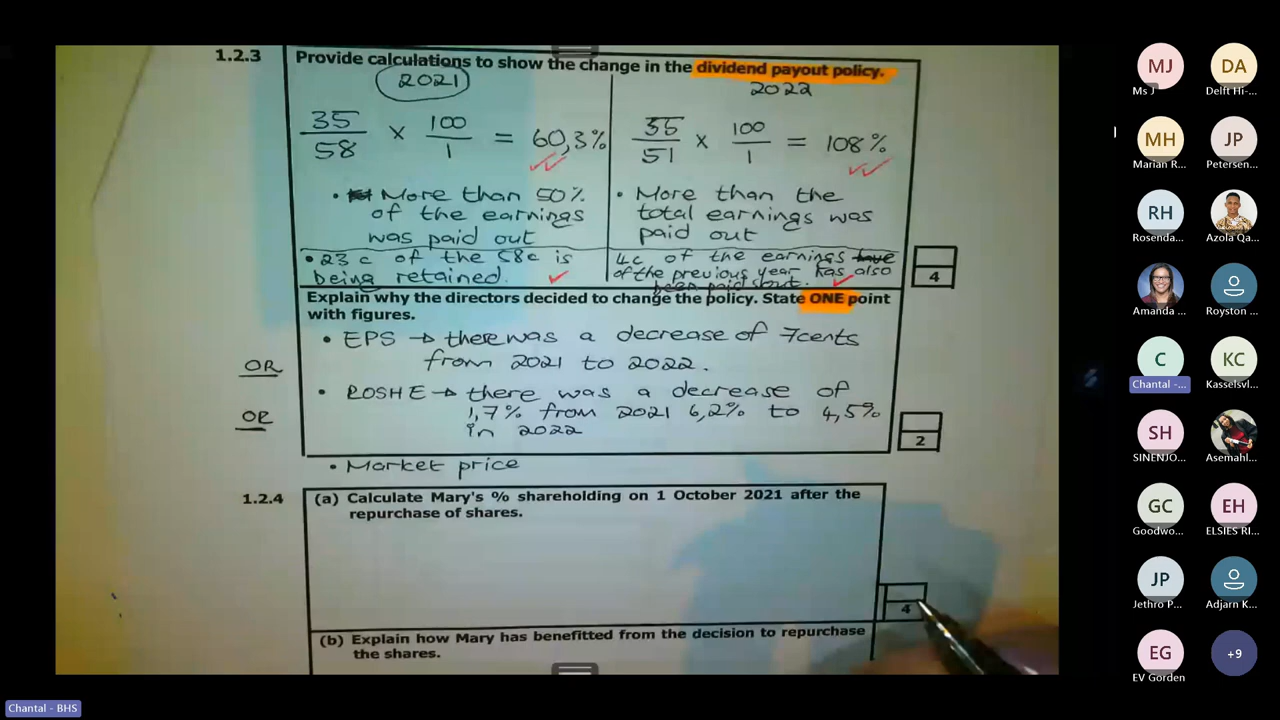 1.2.3
Provide calculations to show the change in the dividend payout policy.
2021
2022
35/58 × 100/1 = 60,3%
35/51 × 100/1 = 108%
• More than 50%
of the earnings
was paid out
• 23 c of the 58c is
being retained.
• More than the
total earnings was
paid out
4c of the earnings have
of the previous year has also
been paid out.
4
Explain why the directors decided to change the policy. State ONE point
with figures.
• EPS → there was a decrease of 7cents
from 2021 to 2022.
OR
• ROSHE → there was a decrease of
1,7% from 2021 6,2% to 4,5%
in 2022
OR
2
• Market price
1.2.4
(a) Calculate Mary's % shareholding on 1 October 2021 after the
repurchase of shares.
4
(b) Explain how Mary has benefitted from the decision to repurchase
the shares.
MJ
Ms J
DA
Delft Hi-...
MH
Marian R...
JP
Petersen...
RH
Rosenda...
Azola Qa...
Amanda ...
Royston ...
C
Chantal -...
KC
Kasselsvl...
SH
SINENJO...
Asemahl...
GC
Goodwo...
EH
ELSIES RI...
JP
Jethro P...
Adjarn K...
EG
EV Gorden
+9
Chantal - BHS